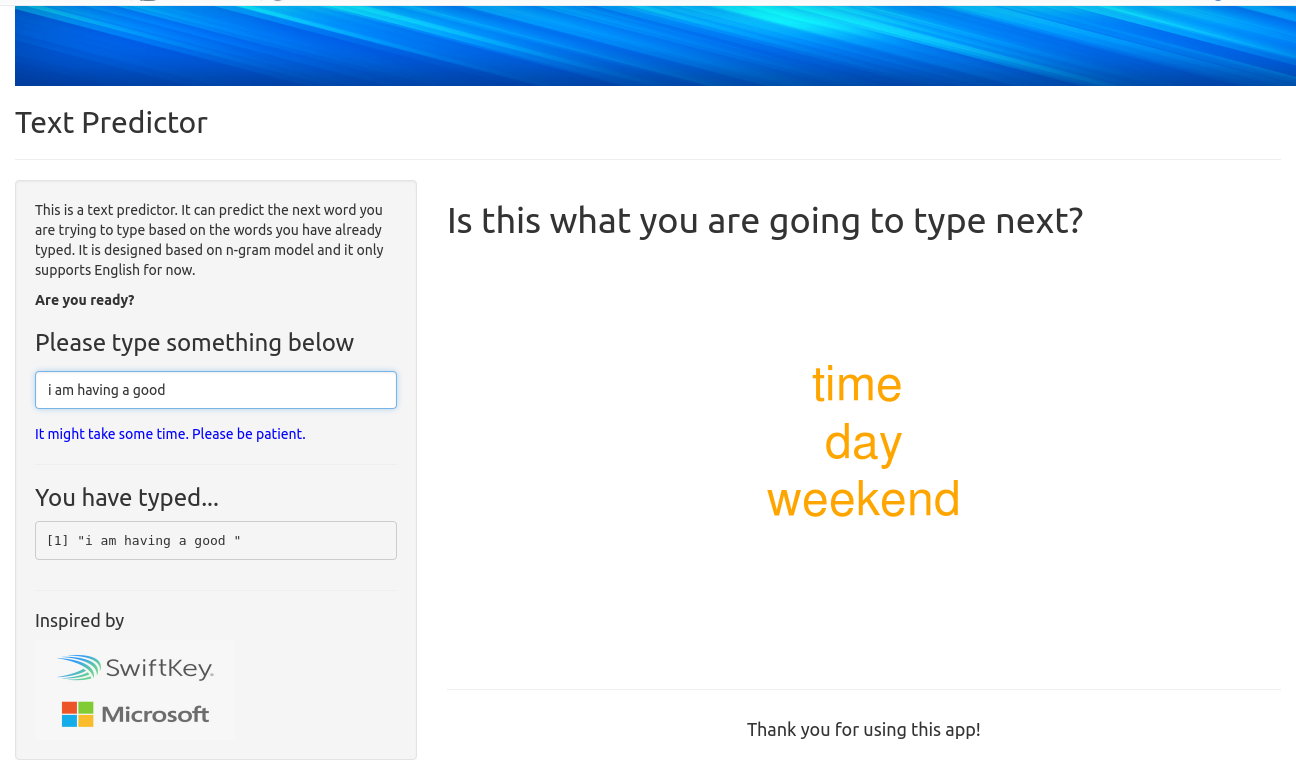 Text Predictor
This is a text predictor. It can predict the next word you
are trying to type based on the words you have already
typed. It is designed based on n-gram model and it only
supports English for now.
Are you ready?
Please type something below
i am having a good
It might take some time. Please be patient.
You have typed...
[1] "i am having a good "
Inspired by
SwiftKey.
Microsoft
Is this what you are going to type next?
time
day
weekend
Thank you for using this app!